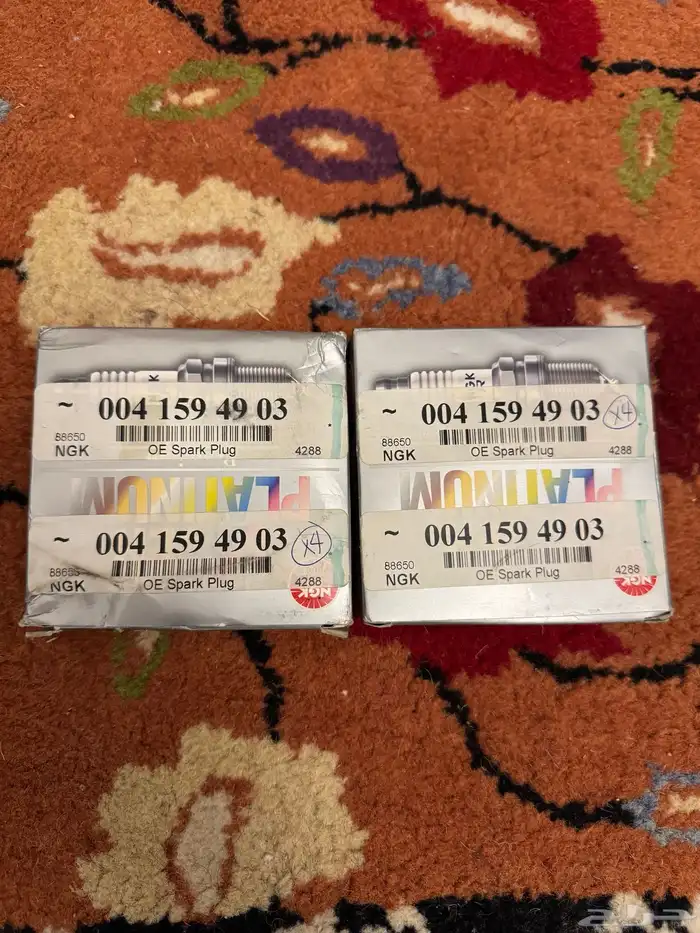 ~ 004 159 49 03
88650
NGK OE Spark Plug 4288
PLATINUM
~ 004 159 49 03 X4
NGK OE Spark Plug 4288
NGK
~ 004 159 49 03 X4
88650
NGK OE Spark Plug 4288
PLATINUM
~ 004 159 49 03
88650
NGK OE Spark Plug 4288
NGK